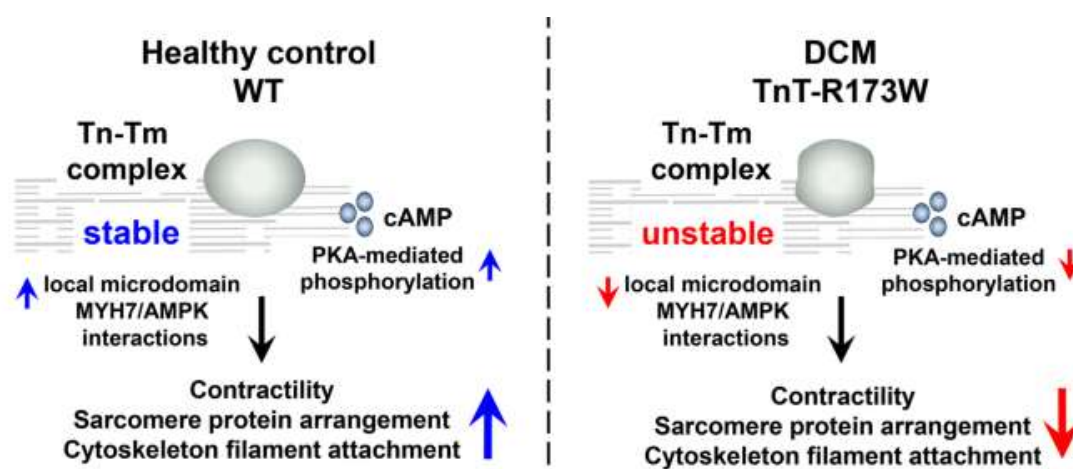 Healthy control
WT
Tn-Tm
complex
stable
cAMP
PKA-mediated
phosphorylation
local microdomain
MYH7/AMPK
interactions
Contractility
Sarcomere protein arrangement
Cytoskeleton filament attachment
DCM
TnT-R173W
Tn-Tm
complex
unstable
cAMP
PKA-mediated
phosphorylation
local microdomain
MYH7/AMPK
interactions
Contractility
Sarcomere protein arrangement
Cytoskeleton filament attachment